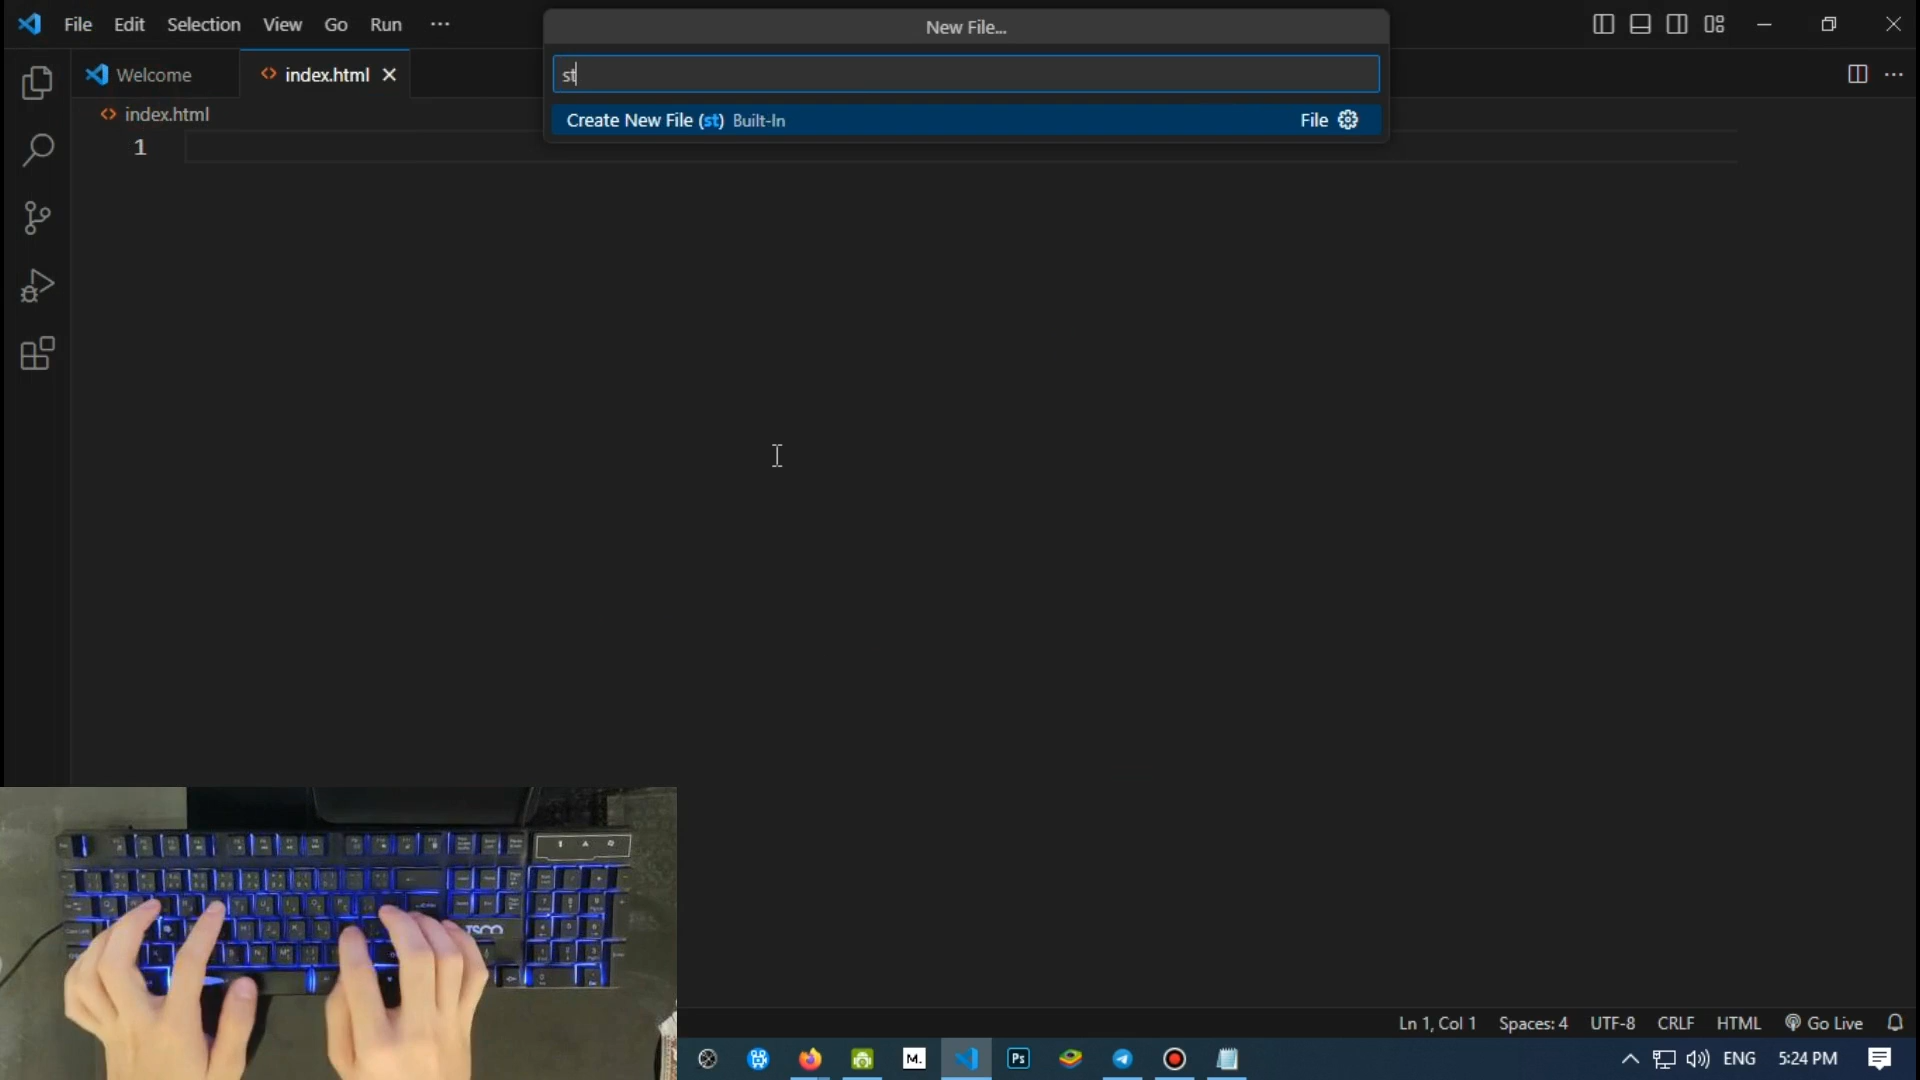 File Edit Selection View Go Run ···
New File...
st
Create New File (st) Built-In
File
Welcome
index.html
index.html
1
TSCO
Ln 1, Col 1 Spaces: 4 UTF-8 CRLF HTML Go Live
M. Ps
ENG 5:24 PM